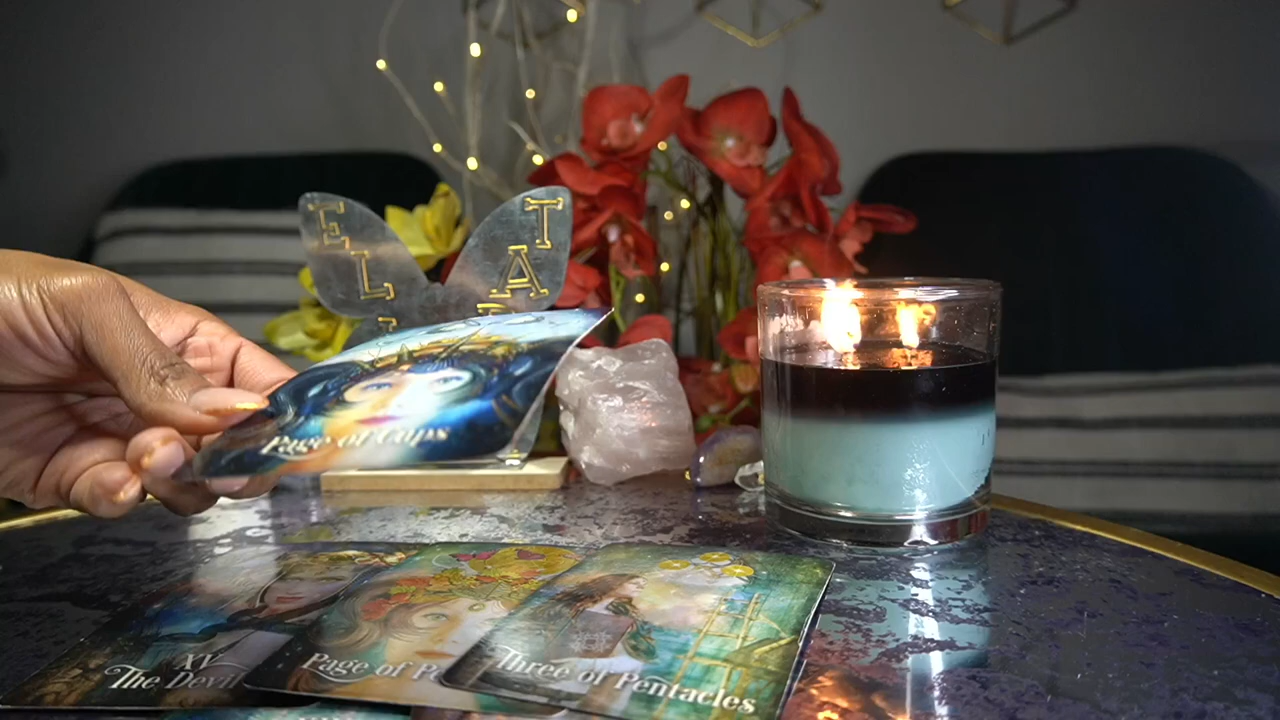 E
L
T
A
Page of Cups
XV
The Devil
Page of Pe
Three of Pentacles